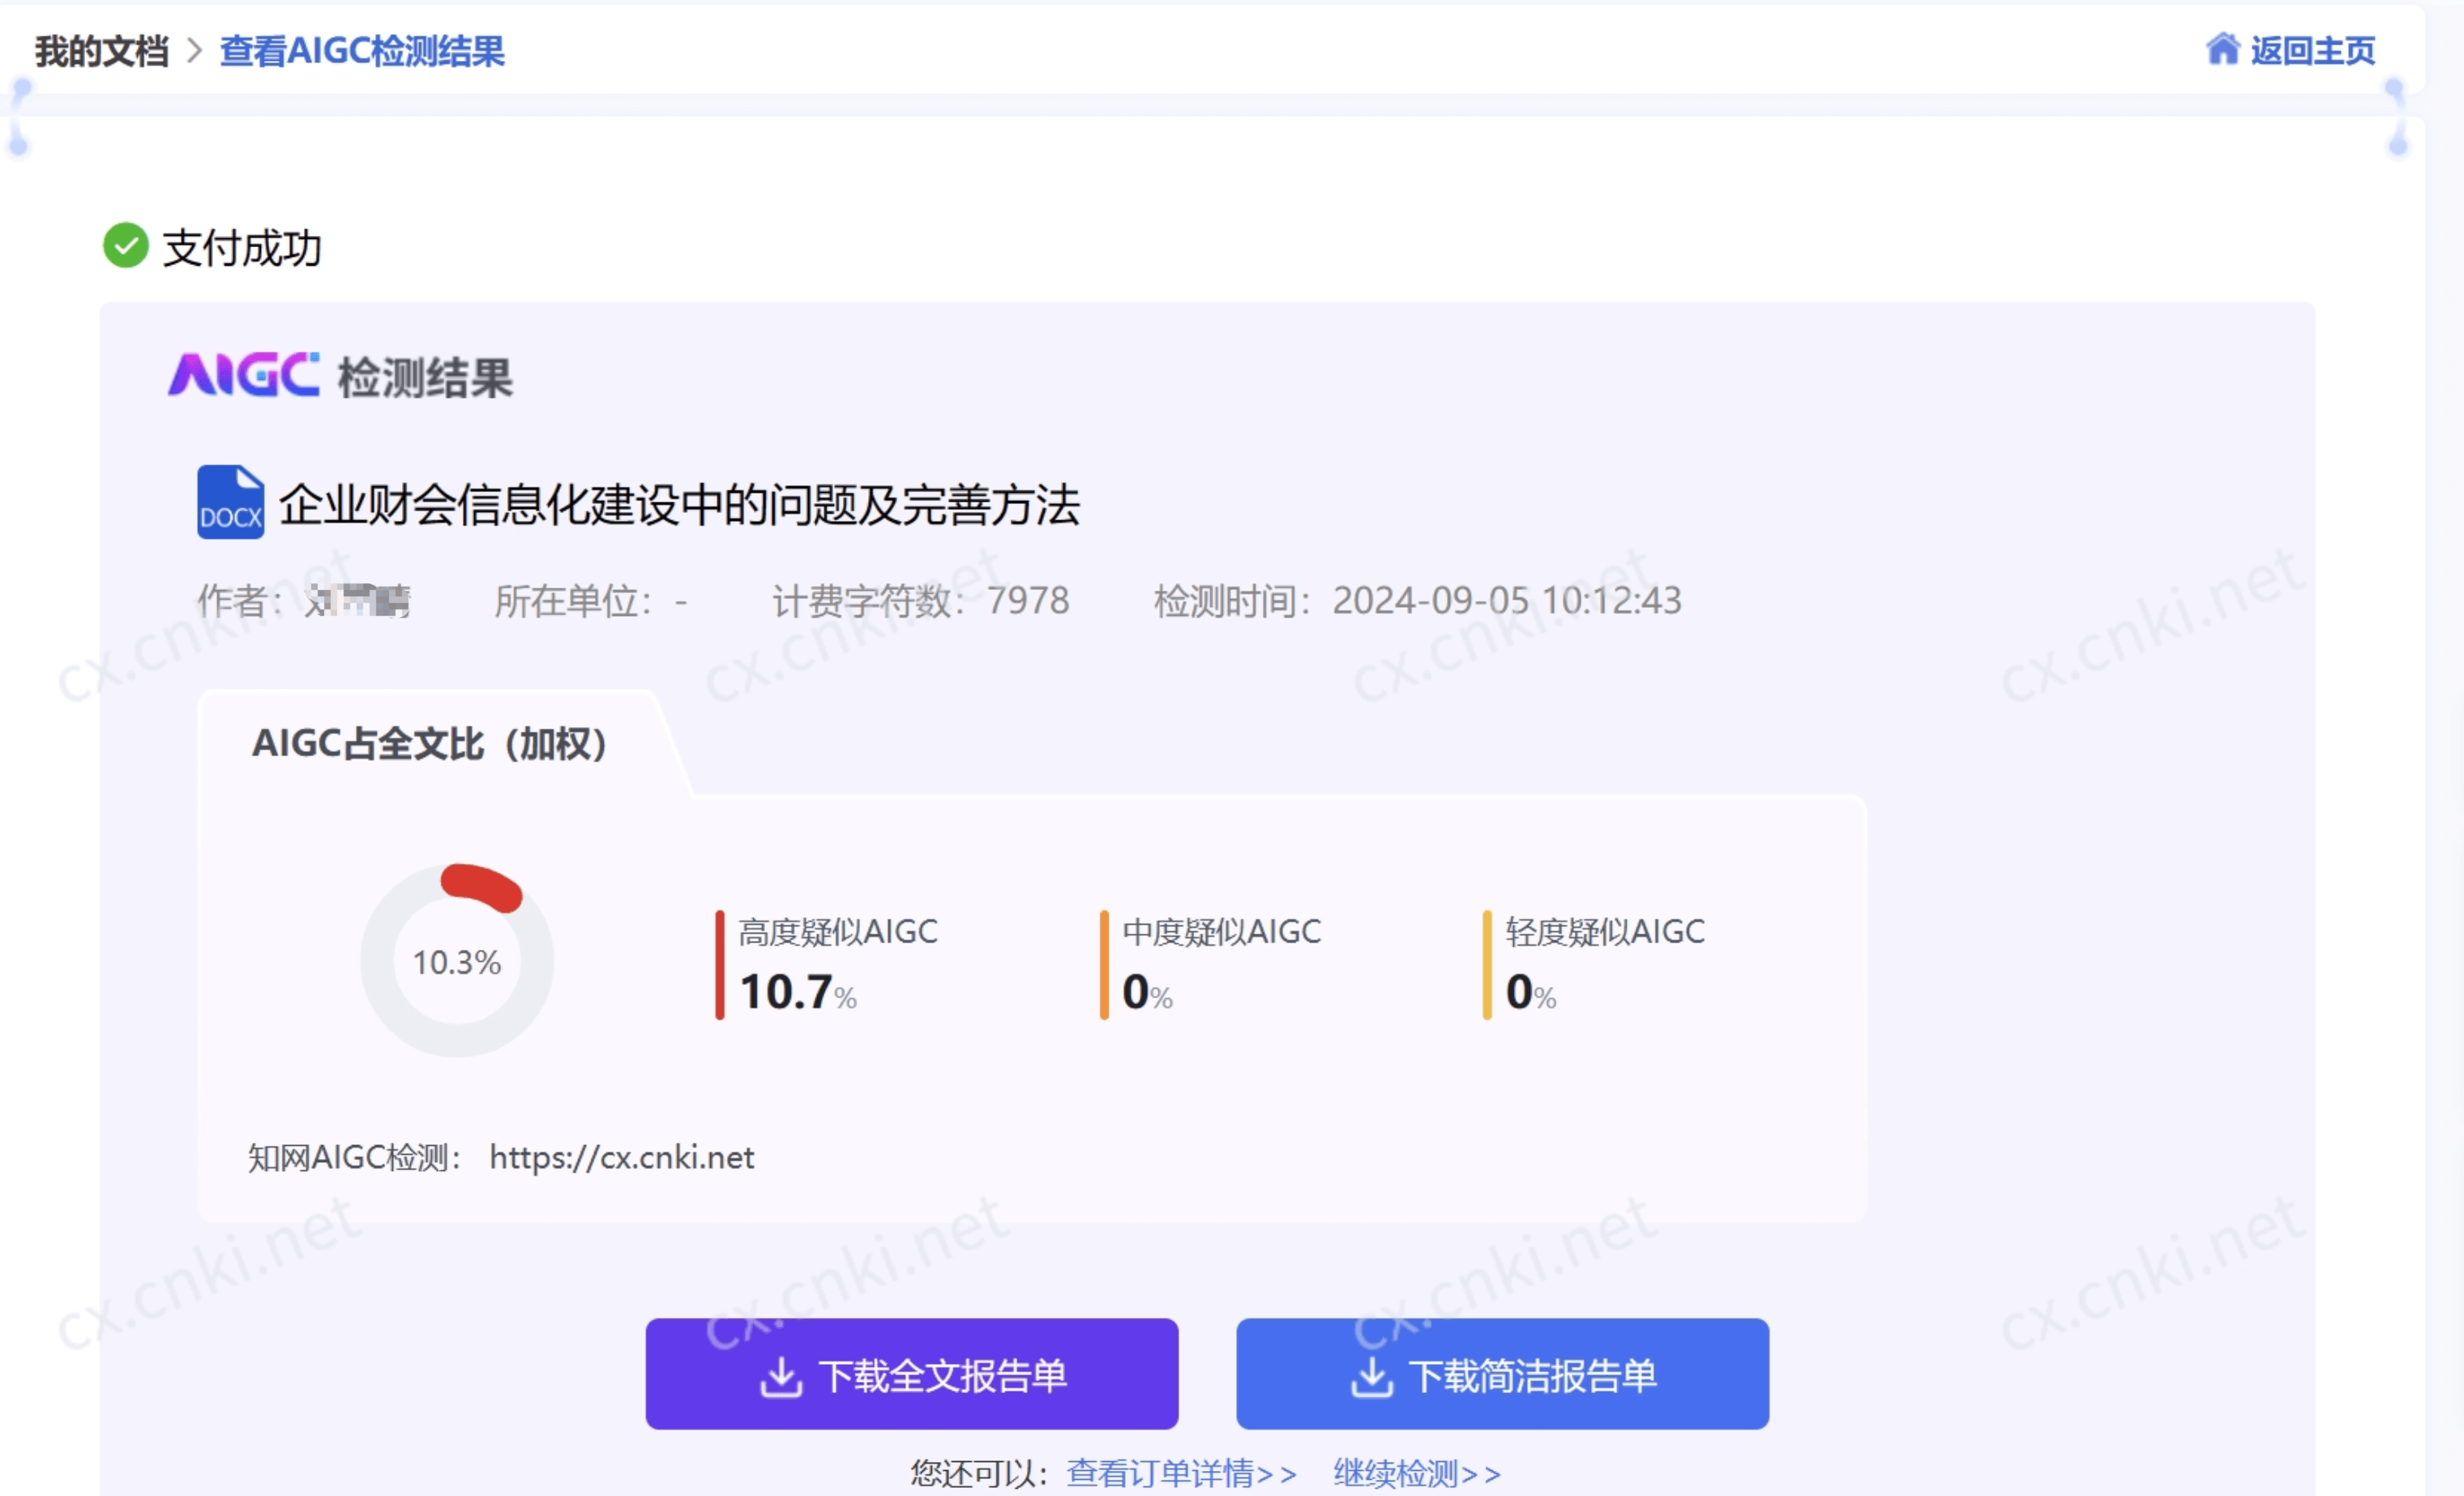 我的文档 > 查看AIGC检测结果
返回主页
支付成功
AIGC 检测结果
DOCX 企业财会信息化建设中的问题及完善方法
作者： 所在单位：- 计费字符数：7978 检测时间：2024-09-05 10:12:43
AIGC占全文比（加权）
10.3%
高度疑似AIGC
10.7%
中度疑似AIGC
0%
轻度疑似AIGC
0%
知网AIGC检测： https://cx.cnki.net
下载全文报告单
下载简洁报告单
您还可以： 查看订单详情>> 继续检测>>
cx.cnki.net
cx.cnki.net
cx.cnki.net
cx.cnki.net
cx.cnki.net
cx.cnki.net
cx.cnki.net
cx.cnki.net